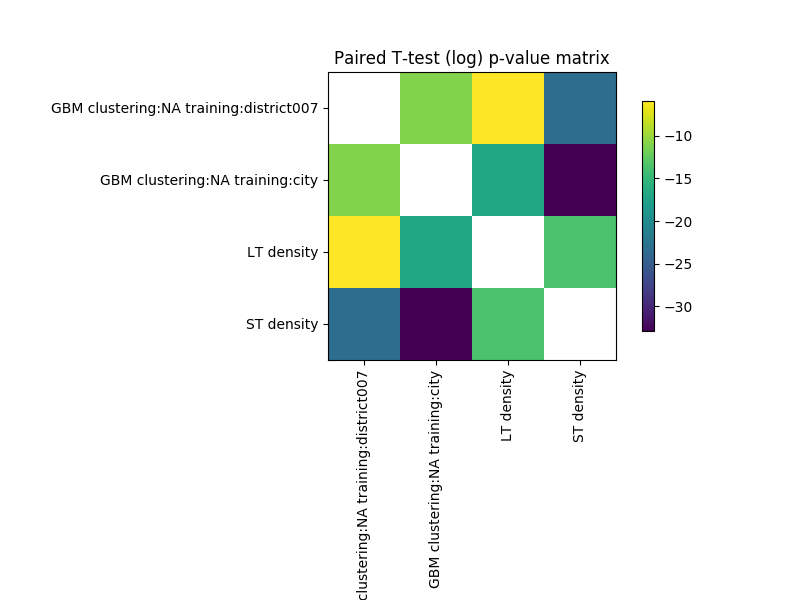 Paired T-test (log) p-value matrix
GBM clustering:NA training:district007
GBM clustering:NA training:city
LT density
ST density
−10
−15
−20
−25
−30
clustering:NA training:district007
GBM clustering:NA training:city
LT density
ST density